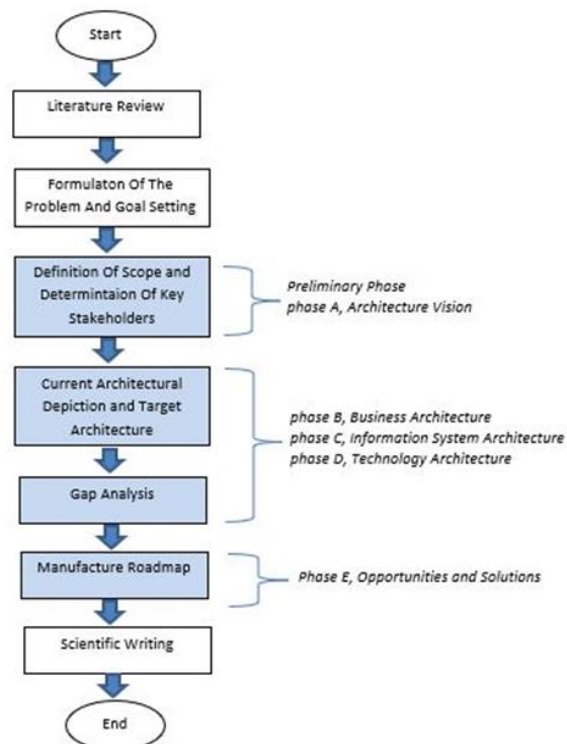 Start
Literature Review
Formulaton Of The
Problem And Goal Setting
Definition Of Scope and
Determintaion Of Key
Stakeholders
Preliminary Phase
phase A, Architecture Vision
Current Architectural
Depiction and Target
Architecture
phase B, Business Architecture
phase C, Information System Architecture
phase D, Technology Architecture
Gap Analysis
Manufacture Roadmap
Phase E, Opportunities and Solutions
Scientific Writing
End